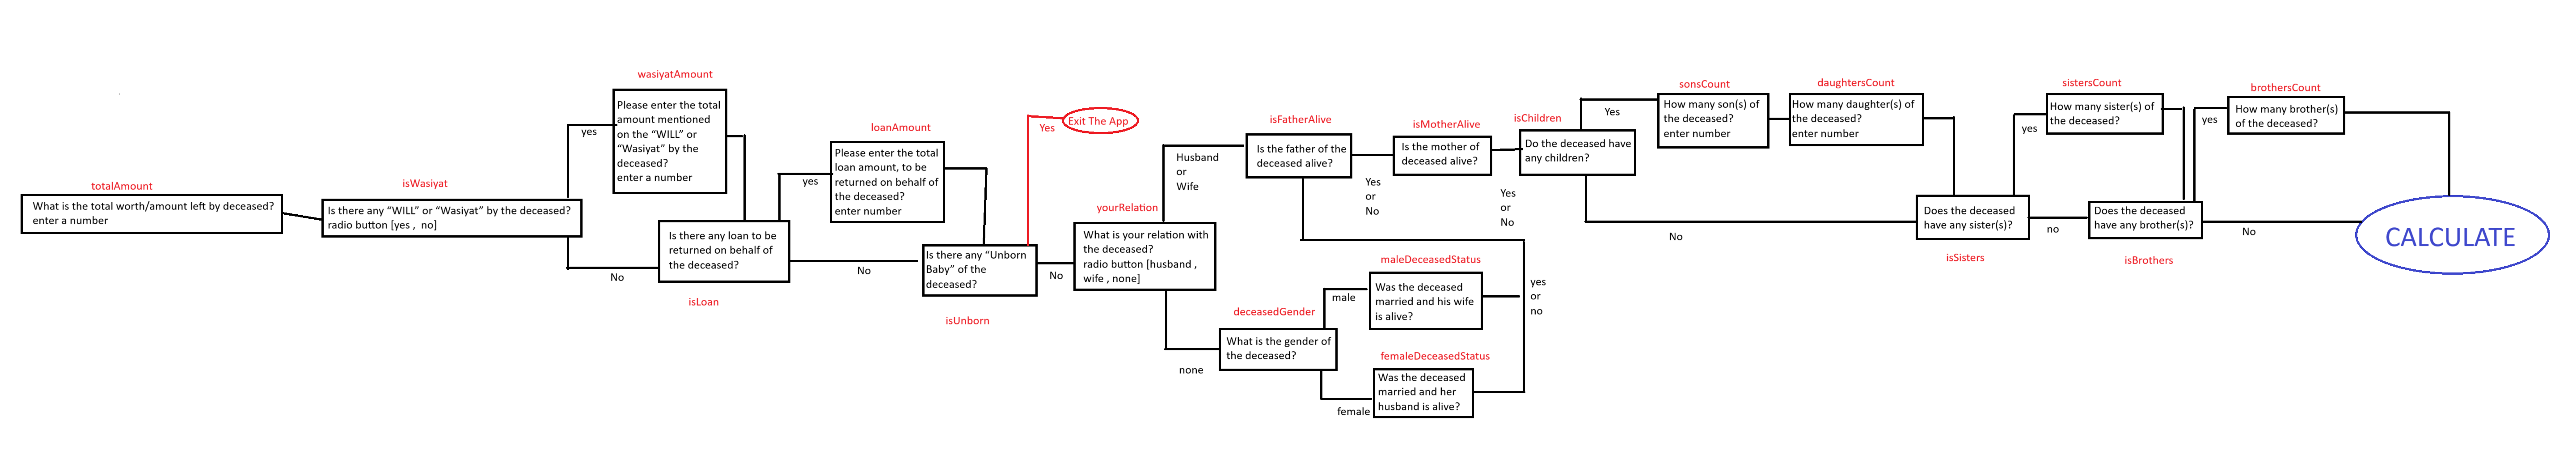 totalAmount
What is the total worth/amount left by deceased?
enter a number
isWasiyat
Is there any “WILL” or “Wasiyat” by the deceased?
radio button [yes , no]
yes
No
wasiyatAmount
Please enter the total
amount mentioned
on the “WILL” or
“Wasiyat” by the
deceased?
enter a number
Is there any loan to be
returned on behalf of
the deceased?
isLoan
yes
No
loanAmount
Please enter the total
loan amount, to be
returned on behalf of
the deceased?
enter number
Is there any “Unborn
Baby” of the
deceased?
isUnborn
Yes
Exit The App
No
yourRelation
What is your relation with
the deceased?
radio button [husband ,
wife , none]
Husband
or
Wife
none
isFatherAlive
Is the father of the
deceased alive?
deceasedGender
What is the gender of
the deceased?
male
female
maleDeceasedStatus
Was the deceased
married and his wife
is alive?
femaleDeceasedStatus
Was the deceased
married and her
husband is alive?
yes
or
no
Yes
or
No
isMotherAlive
Is the mother of
deceased alive?
Yes
or
No
isChildren
Do the deceased have
any children?
Yes
No
sonsCount
How many son(s) of
the deceased?
enter number
daughtersCount
How many daughter(s) of
the deceased?
enter number
Does the deceased
have any sister(s)?
isSisters
yes
no
sistersCount
How many sister(s) of
the deceased?
Does the deceased
have any brother(s)?
isBrothers
yes
No
brothersCount
How many brother(s)
of the deceased?
CALCULATE